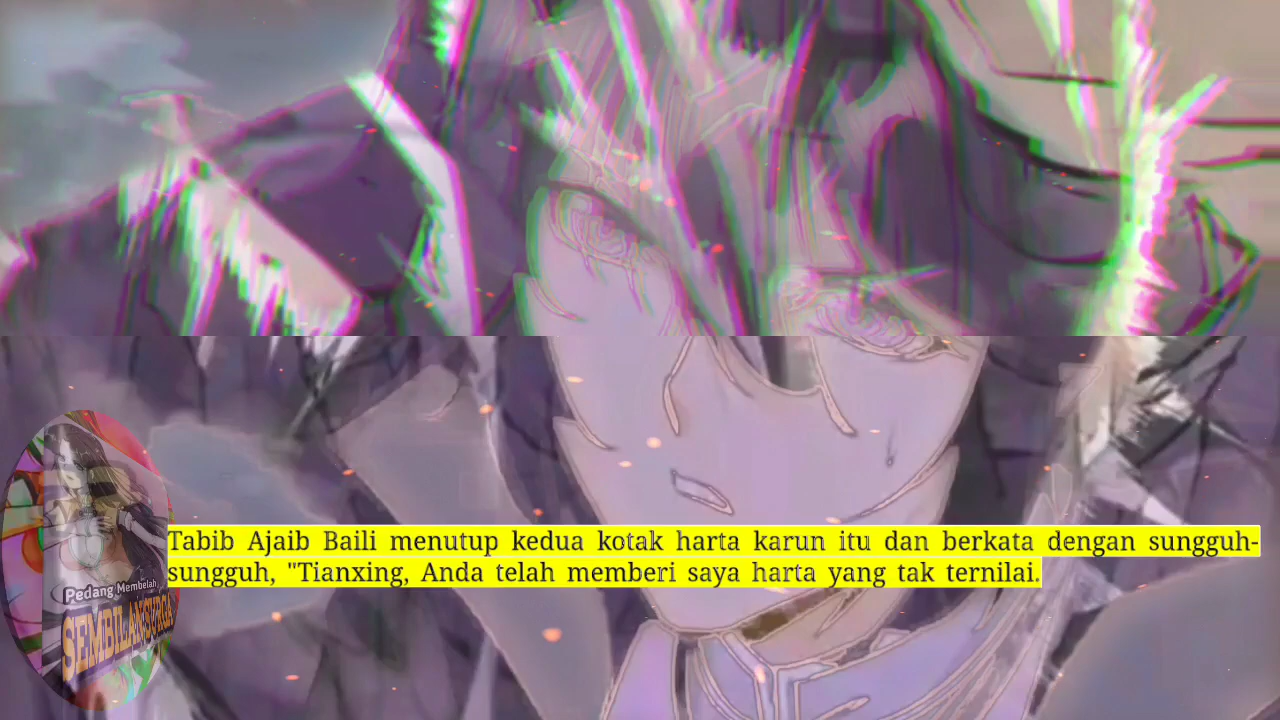 Tabib Ajaib Baili menutup kedua kotak harta karun itu dan berkata dengan sungguh-
sungguh, "Tianxing, Anda telah memberi saya harta yang tak ternilai.
Pedang Membelah
SEMBILAN SURGA